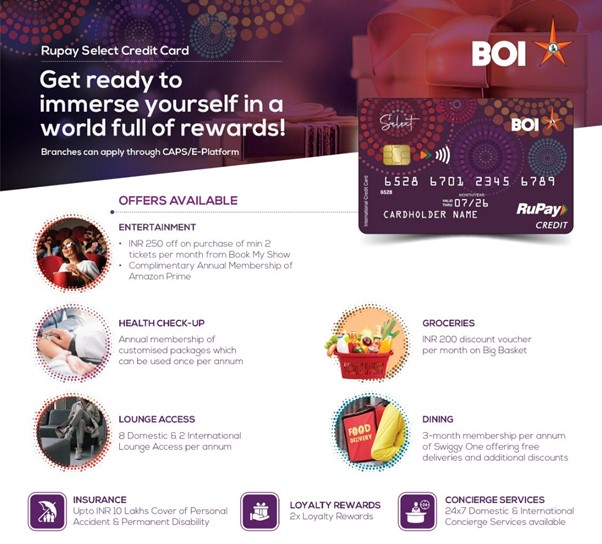 Rupay Select Credit Card
BOI
Get ready to
immerse yourself in a
world full of rewards!
Branches can apply through CAPS/E-Platform
Select
BOI
International Credit Card
6528 6701 2345 6789
6528
MONTH/YEAR
VALID THRU 07/26
CARDHOLDER NAME
RuPay
CREDIT
OFFERS AVAILABLE
ENTERTAINMENT
• INR 250 off on purchase of min 2
tickets per month from Book My Show
• Complimentary Annual Membership of
Amazon Prime
HEALTH CHECK-UP
Annual membership of
customised packages which
can be used once per annum
GROCERIES
INR 200 discount voucher
per month on Big Basket
LOUNGE ACCESS
8 Domestic & 2 International
Lounge Access per annum
FOOD
DELIVERY
DINING
3-month membership per annum
of Swiggy One offering free
deliveries and additional discounts
INSURANCE
Upto INR 10 Lakhs Cover of Personal
Accident & Permanent Disability
LOYALTY REWARDS
2x Loyalty Rewards
CONCIERGE SERVICES
24x7 Domestic & International
Concierge Services available